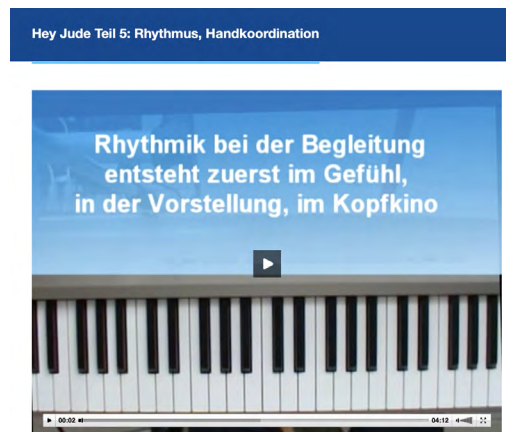 Hey Jude Teil 5: Rhythmus, Handkoordination
Rhythmik bei der Begleitung
entsteht zuerst im Gefühl,
in der Vorstellung, im Kopfkino
00:02
04:12